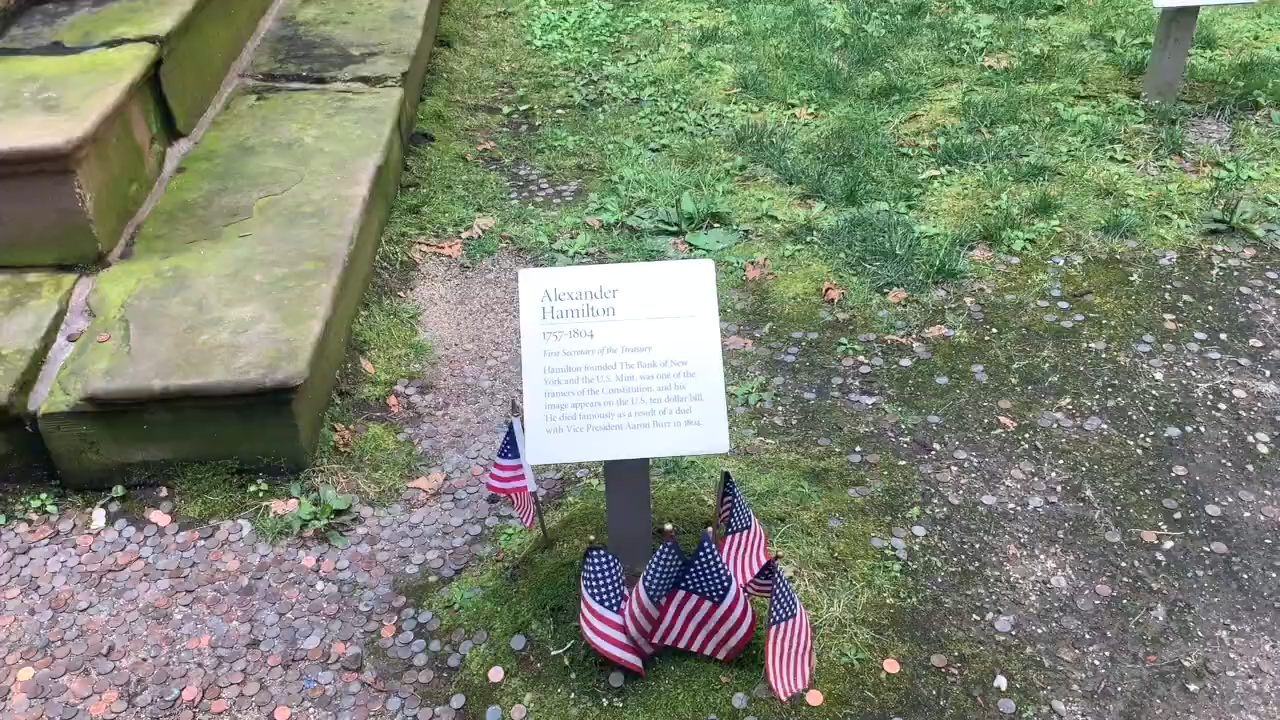 Alexander
Hamilton
1757-1804
First Secretary of the Treasury
Hamilton founded The Bank of New
York and the U.S. Mint, was one of the
framers of the Constitution, and his
image appears on the U.S. ten dollar bill.
He died famously as a result of a duel
with Vice President Aaron Burr in 1804.